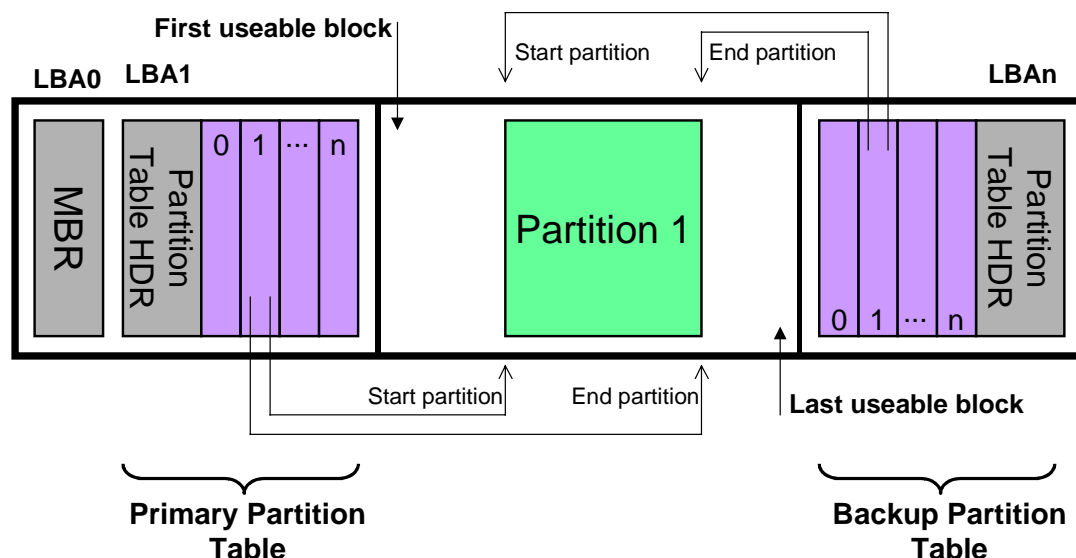 First useable block
Start partition
End partition
LBA0
LBA1
LBAn
MBR
Partition
Table HDR
0 1 ... n
Partition 1
0 1 ... n
Partition
Table HDR
Start partition
End partition
Last useable block
Primary Partition
Table
Backup Partition
Table